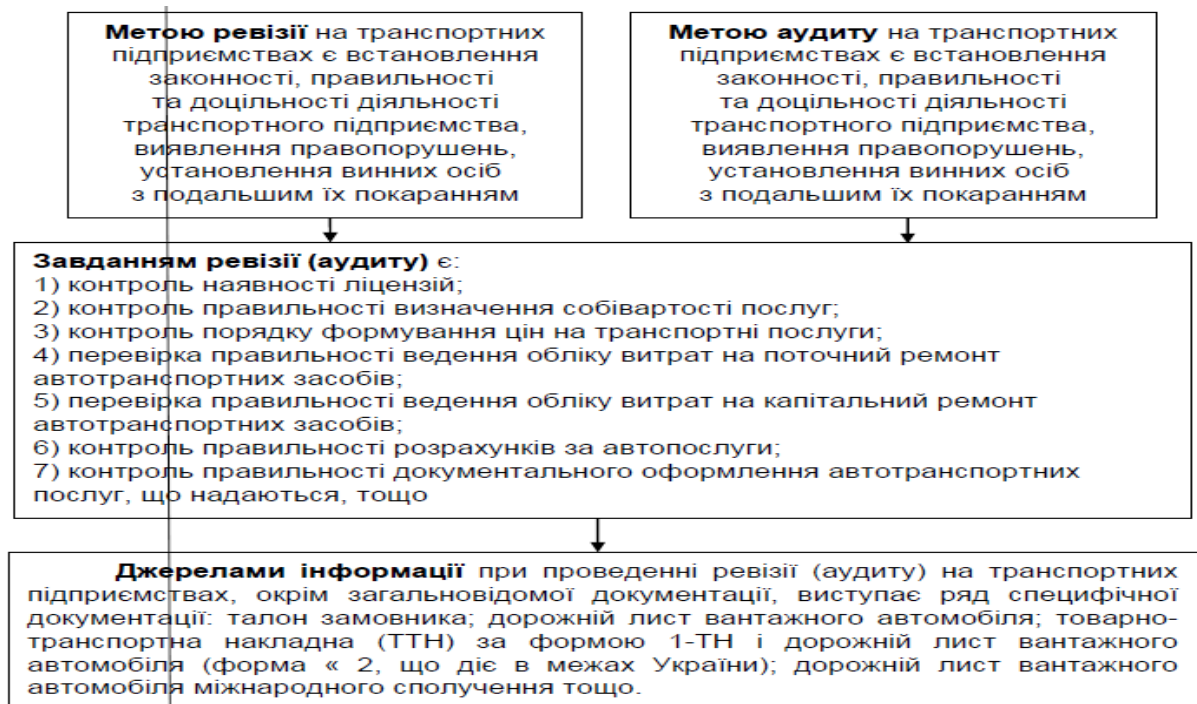 Метою ревізії на транспортних
підприємствах є встановлення
законності, правильності
та доцільності діяльності
транспортного підприємства,
виявлення правопорушень,
установлення винних осіб
з подальшим їх покаранням
Метою аудиту на транспортних
підприємствах є встановлення
законності, правильності
та доцільності діяльності
транспортного підприємства,
виявлення правопорушень,
установлення винних осіб
з подальшим їх покаранням
Завданням ревізії (аудиту) є:
1) контроль наявності ліцензій;
2) контроль правильності визначення собівартості послуг;
3) контроль порядку формування цін на транспортні послуги;
4) перевірка правильності ведення обліку витрат на поточний ремонт
автотранспортних засобів;
5) перевірка правильності ведення обліку витрат на капітальний ремонт
автотранспортних засобів;
6) контроль правильності розрахунків за автопослуги;
7) контроль правильності документального оформлення автотранспортних
послуг, що надаються, тощо
Джерелами інформації при проведенні ревізії (аудиту) на транспортних
підприємствах, окрім загальновідомої документації, виступає ряд специфічної
документації: талон замовника; дорожній лист вантажного автомобіля; товарно-
транспортна накладна (ТТН) за формою 1-ТН і дорожній лист вантажного
автомобіля (форма « 2, що діє в межах України); дорожній лист вантажного
автомобіля міжнародного сполучення тощо.